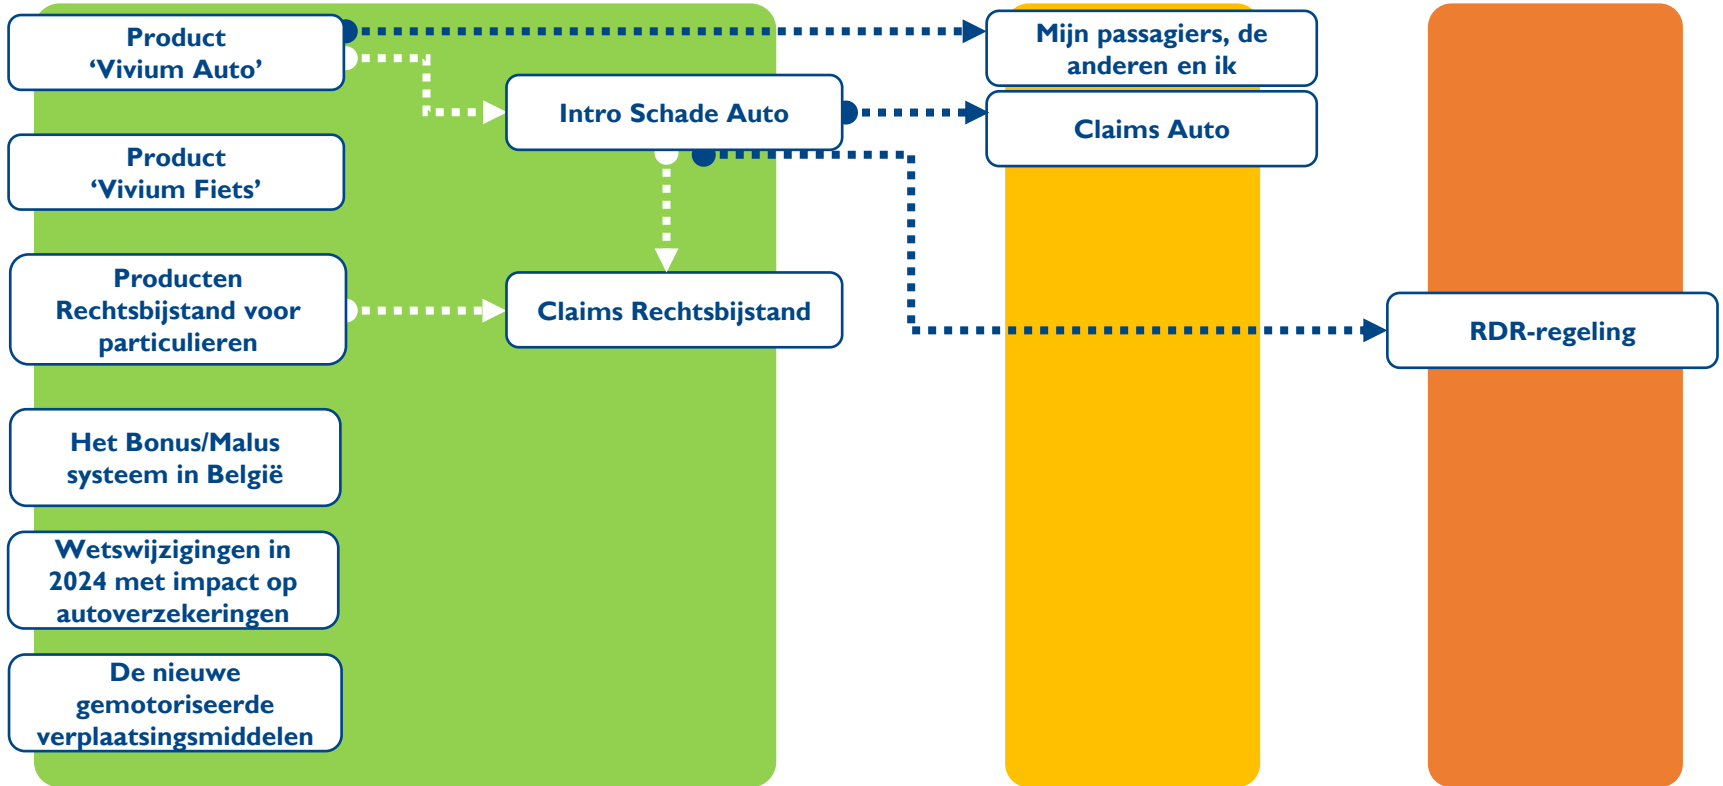 Product
‘Vivium Auto’
Mijn passagiers, de
anderen en ik
Intro Schade Auto
Claims Auto
Product
‘Vivium Fiets’
Producten
Rechtsbijstand voor
particulieren
Claims Rechtsbijstand
RDR-regeling
Het Bonus/Malus
systeem in België
Wetswijzigingen in
2024 met impact op
autoverzekeringen
De nieuwe
gemotoriseerde
verplaatsingsmiddelen